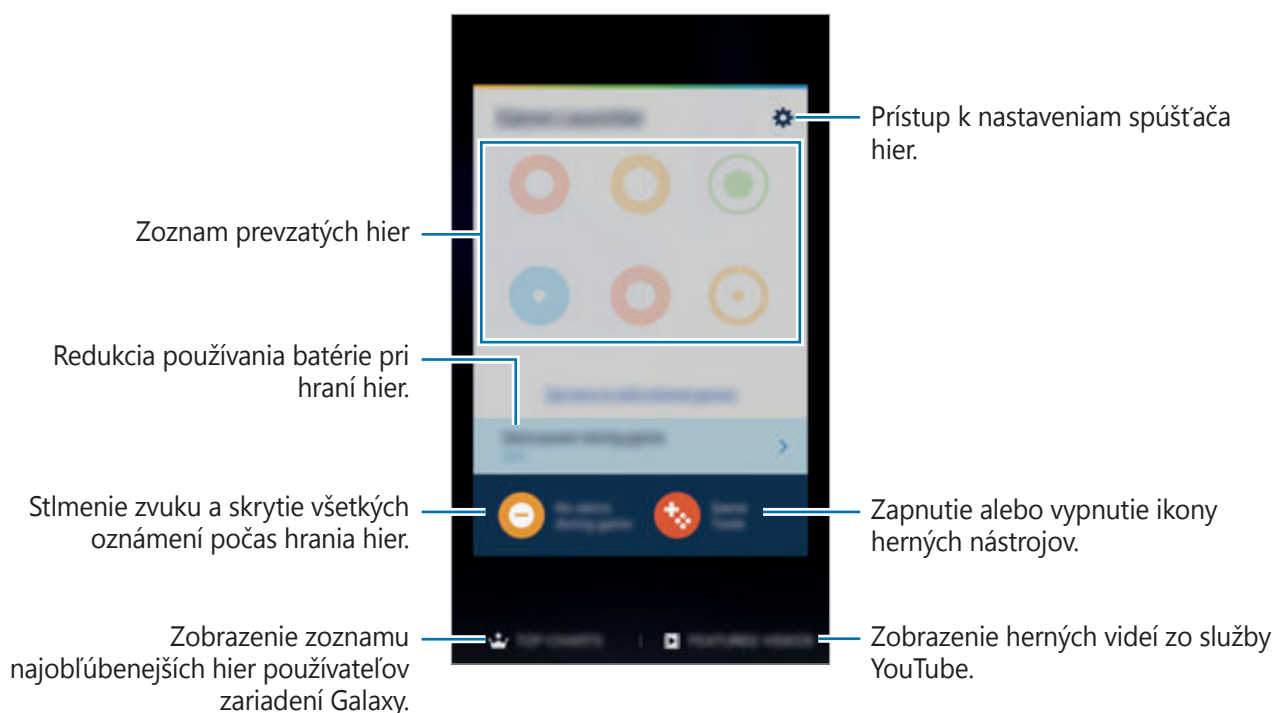 Prístup k nastaveniam spúšťača
hier.
Zoznam prevzatých hier
Redukcia používania batérie pri
hraní hier.
Stlmenie zvuku a skrytie všetkých
oznámení počas hrania hier.
Zapnutie alebo vypnutie ikony
herných nástrojov.
Zobrazenie zoznamu
najobľúbenejších hier používateľov
zariadení Galaxy.
Zobrazenie herných videí zo služby
YouTube.